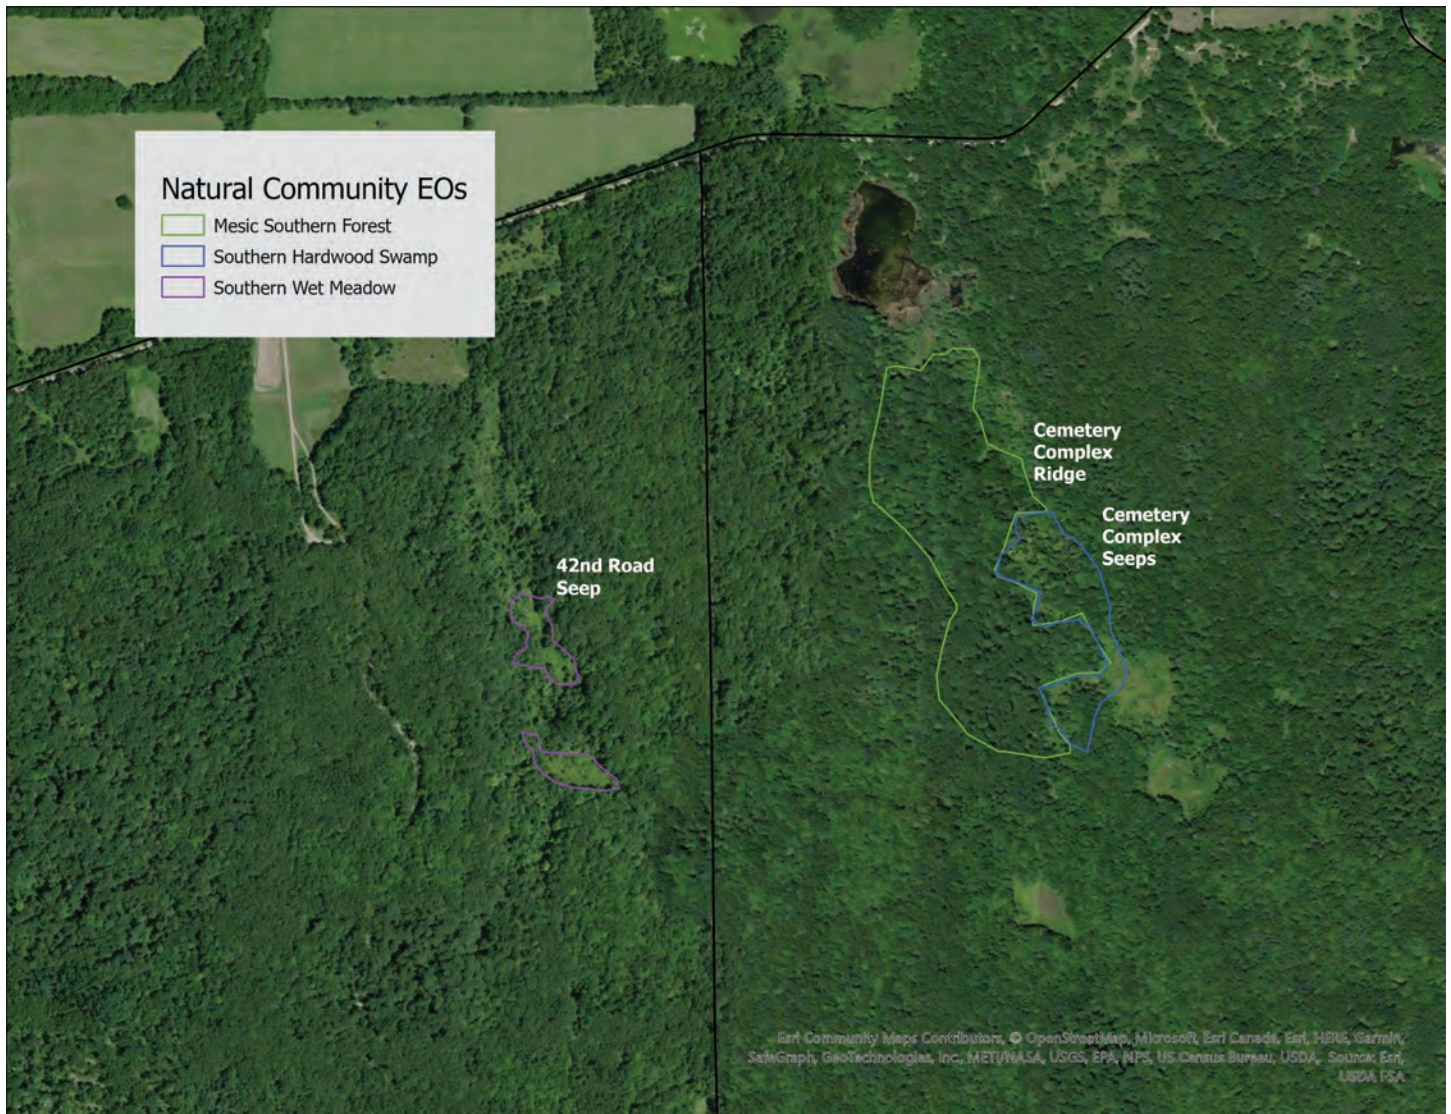 Natural Community EOs
Mesic Southern Forest
Southern Hardwood Swamp
Southern Wet Meadow
Cemetery
Complex
Ridge
Cemetery
Complex
Seeps
42nd Road
Seep
Esri Community Maps Contributors, © OpenStreetMap, Microsoft, Esri Canada, Esri, HERE, Garmin,
SafeGraph, GeoTechnologies, Inc., METI/NASA, USGS, EPA, NPS, US Census Bureau, USDA, Source: Esri,
USDA FSA